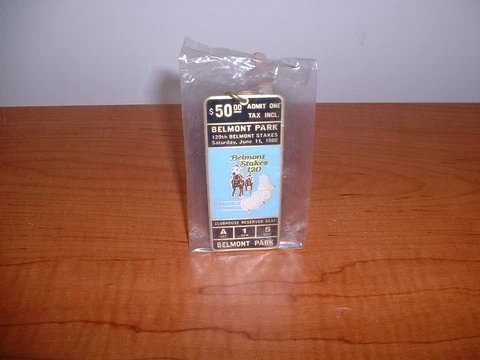 $50.00 ADMIT ONE
TAX INCL.
BELMONT PARK
120th BELMONT STAKES
Saturday, June 11, 1988
Belmont
Stakes
120
CLUBHOUSE RESERVED SEAT
A 1 5
BELMONT PARK